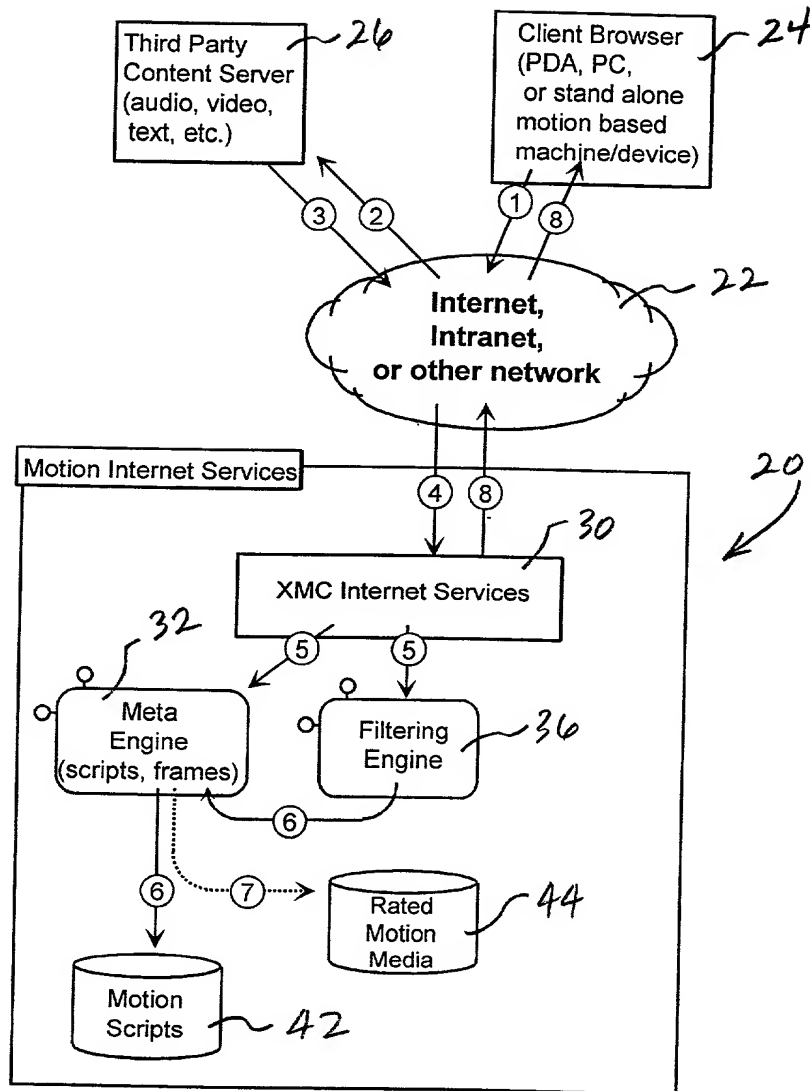 Third Party
Content Server
(audio, video,
text, etc.)
26
Client Browser
(PDA, PC,
or stand alone
motion based
machine/device)
24
3
2
1
8
Internet,
Intranet,
or other network
22
Motion Internet Services
4
8
20
30
XMC Internet Services
32
5
5
Meta
Engine
(scripts, frames)
Filtering
Engine
36
6
6
7
Rated
Motion
Media
44
Motion
Scripts
42